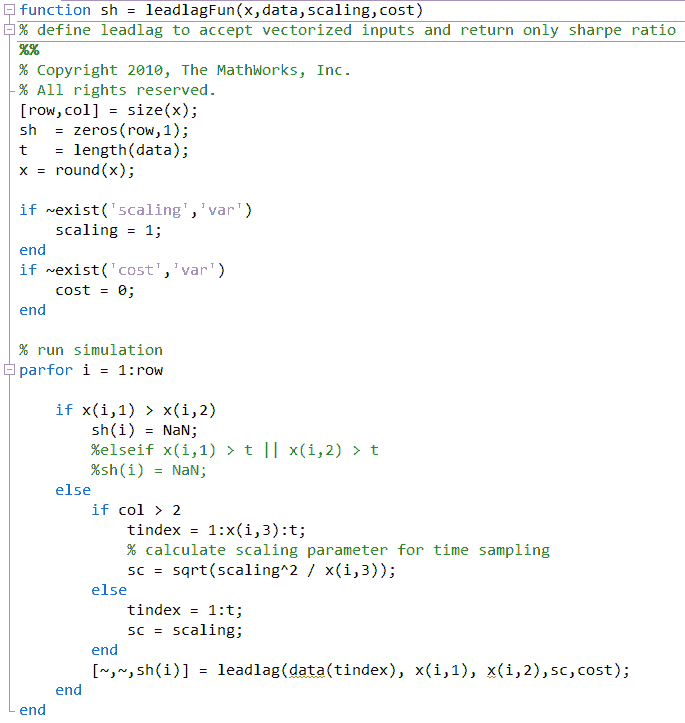 function sh = leadlagFun(x,data,scaling,cost)
% define leadlag to accept vectorized inputs and return only sharpe ratio
%%
% Copyright 2010, The MathWorks, Inc.
% All rights reserved.
[row,col] = size(x);
sh  = zeros(row,1);
t   = length(data);
x = round(x);

if ~exist('scaling','var')
    scaling = 1;
end
if ~exist('cost','var')
    cost = 0;
end

% run simulation
parfor i = 1:row

    if x(i,1) > x(i,2)
        sh(i) = NaN;
        %elseif x(i,1) > t || x(i,2) > t
        %sh(i) = NaN;
    else
        if col > 2
            tindex = 1:x(i,3):t;
            % calculate scaling parameter for time sampling
            sc = sqrt(scaling^2 / x(i,3));
        else
            tindex = 1:t;
            sc = scaling;
        end
        [~,~,sh(i)] = leadlag(data(tindex), x(i,1), x(i,2),sc,cost);
    end
end